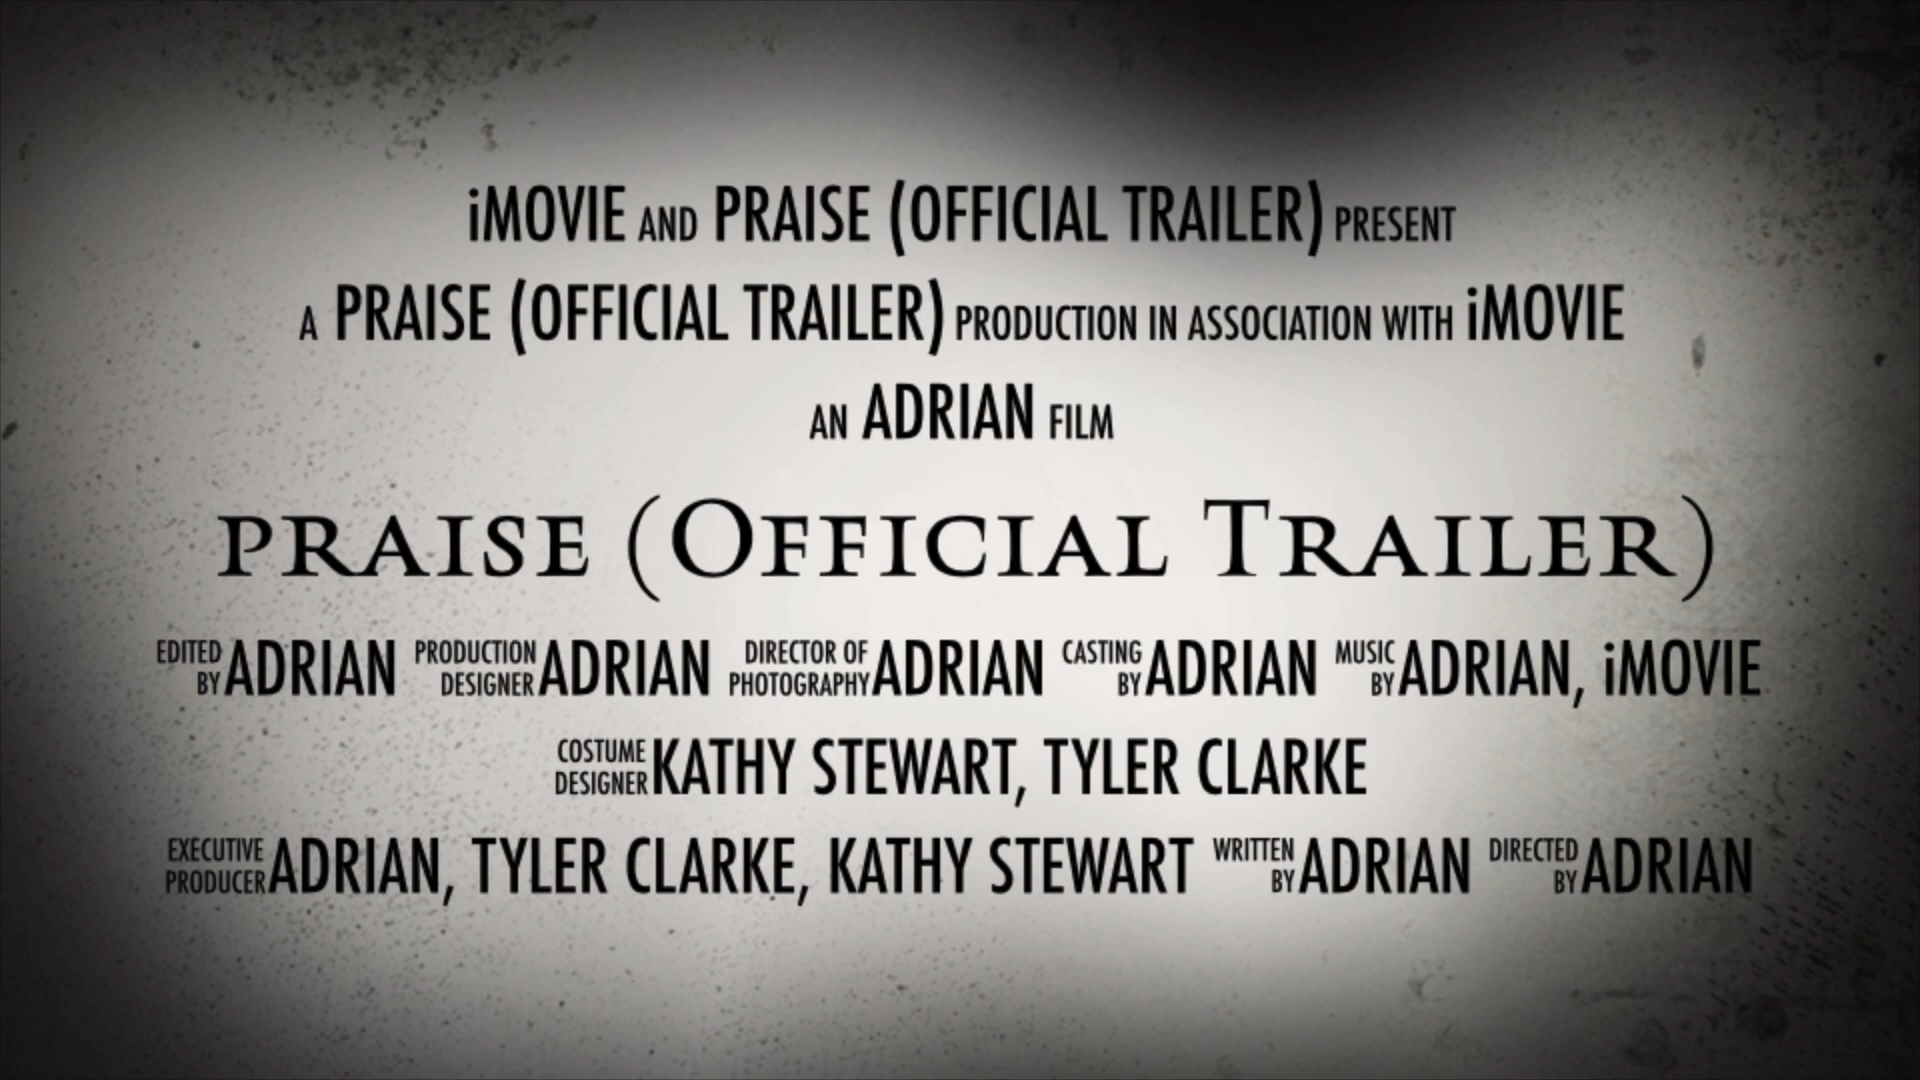 iMOVIE AND PRAISE (OFFICIAL TRAILER) PRESENT
A PRAISE (OFFICIAL TRAILER) PRODUCTION IN ASSOCIATION WITH iMOVIE
AN ADRIAN FILM
PRAISE (OFFICIAL TRAILER)
EDITED BY ADRIAN PRODUCTION DESIGNER ADRIAN DIRECTOR OF PHOTOGRAPHY ADRIAN CASTING BY ADRIAN MUSIC BY ADRIAN, iMOVIE
COSTUME DESIGNER KATHY STEWART, TYLER CLARKE
EXECUTIVE PRODUCER ADRIAN, TYLER CLARKE, KATHY STEWART WRITTEN BY ADRIAN DIRECTED BY ADRIAN